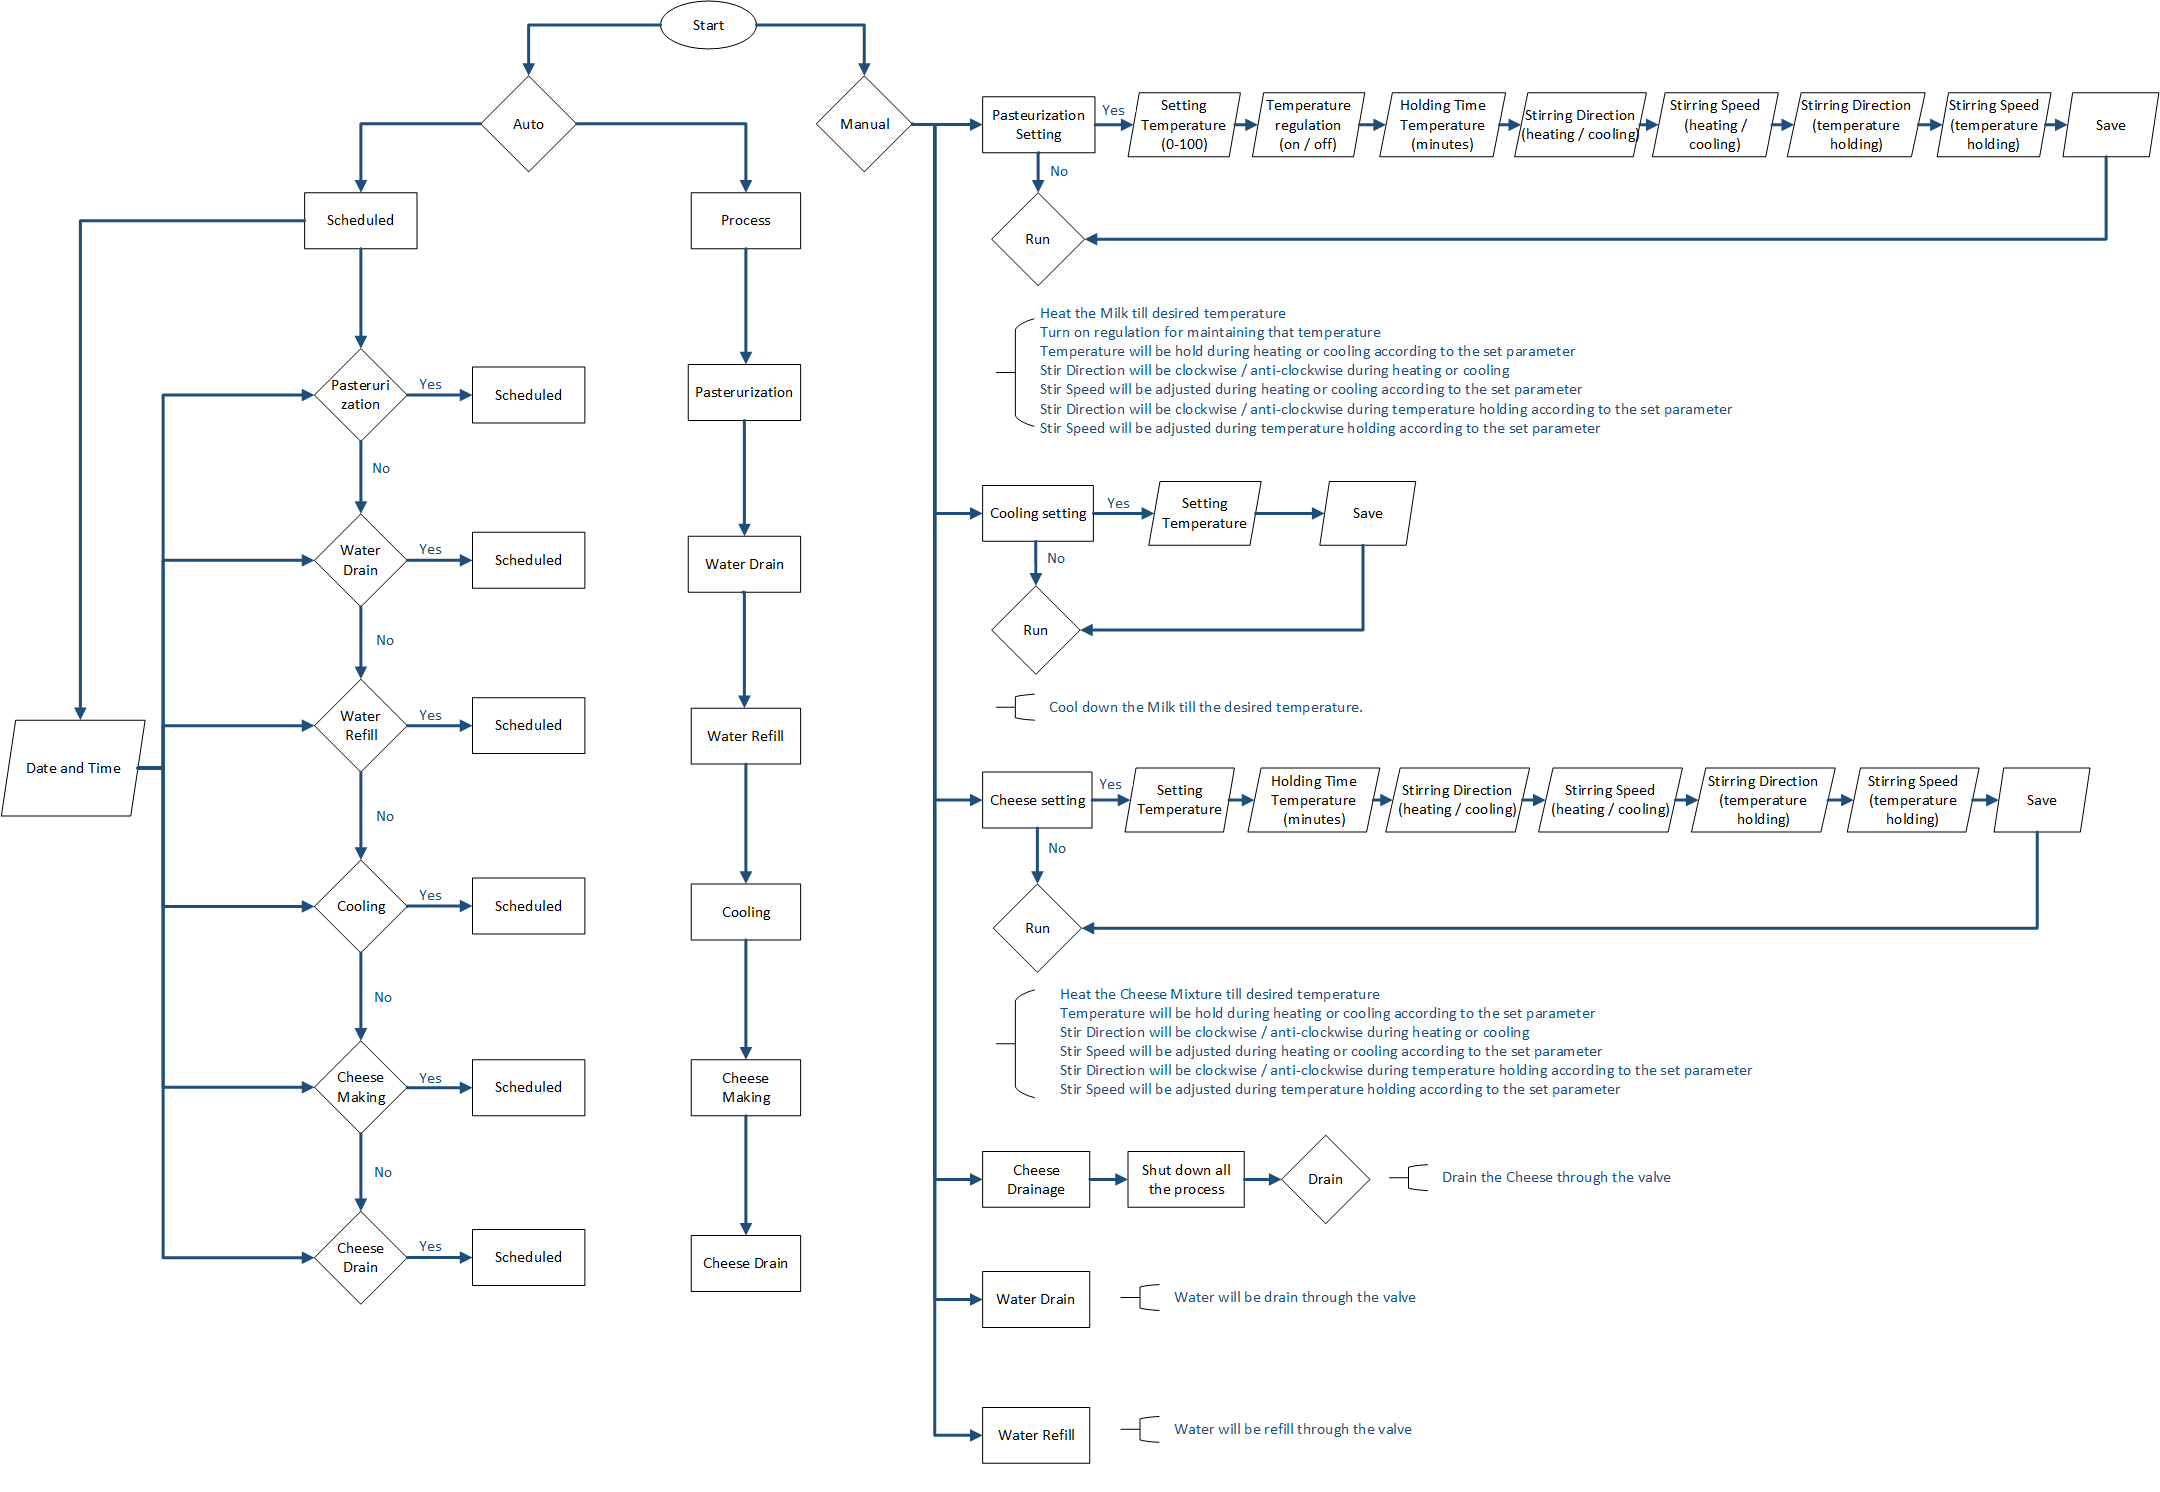 Start
Auto
Manual
Scheduled
Process
Pasteruri
zation
Yes
Scheduled
No
Water
Drain
Yes
Scheduled
No
Water
Refill
Yes
Scheduled
No
Cooling
Yes
Scheduled
No
Cheese
Making
Yes
Scheduled
No
Cheese
Drain
Yes
Scheduled
Date and Time
Pasterurization
Water Drain
Water Refill
Cooling
Cheese
Making
Cheese Drain
Pasteurization
Setting
Yes
Setting
Temperature
(0-100)
Temperature
regulation
(on / off)
Holding Time
Temperature
(minutes)
Stirring Direction
(heating / cooling)
Stirring Speed
(heating /
cooling)
Stirring Direction
(temperature
holding)
Stirring Speed
(temperature
holding)
Save
No
Run
Heat the Milk till desired temperature
Turn on regulation for maintaining that temperature
Temperature will be hold during heating or cooling according to the set parameter
Stir Direction will be clockwise / anti-clockwise during heating or cooling
Stir Speed will be adjusted during heating or cooling according to the set parameter
Stir Direction will be clockwise / anti-clockwise during temperature holding according to the set parameter
Stir Speed will be adjusted during temperature holding according to the set parameter
Cooling setting
Yes
Setting
Temperature
Save
No
Run
Cool down the Milk till the desired temperature.
Cheese setting
Yes
Setting
Temperature
Holding Time
Temperature
(minutes)
Stirring Direction
(heating / cooling)
Stirring Speed
(heating / cooling)
Stirring Direction
(temperature
holding)
Stirring Speed
(temperature
holding)
Save
No
Run
Heat the Cheese Mixture till desired temperature
Temperature will be hold during heating or cooling according to the set parameter
Stir Direction will be clockwise / anti-clockwise during heating or cooling
Stir Speed will be adjusted during heating or cooling according to the set parameter
Stir Direction will be clockwise / anti-clockwise during temperature holding according to the set parameter
Stir Speed will be adjusted during temperature holding according to the set parameter
Cheese
Drainage
Shut down all
the process
Drain
Drain the Cheese through the valve
Water Drain
Water will be drain through the valve
Water Refill
Water will be refill through the valve